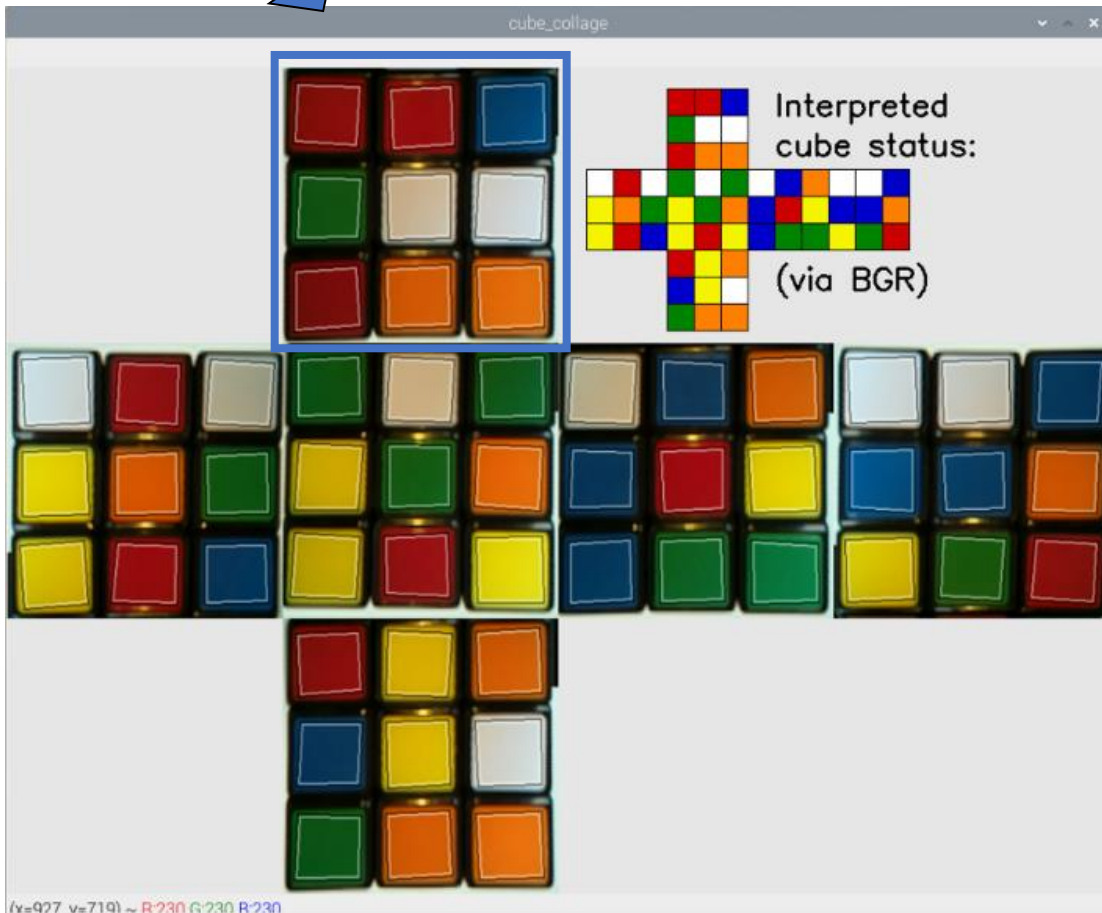 cube_collage
Interpreted
cube status:
(via BGR)
(x=927, y=719) ~ R:230 G:230 B:230